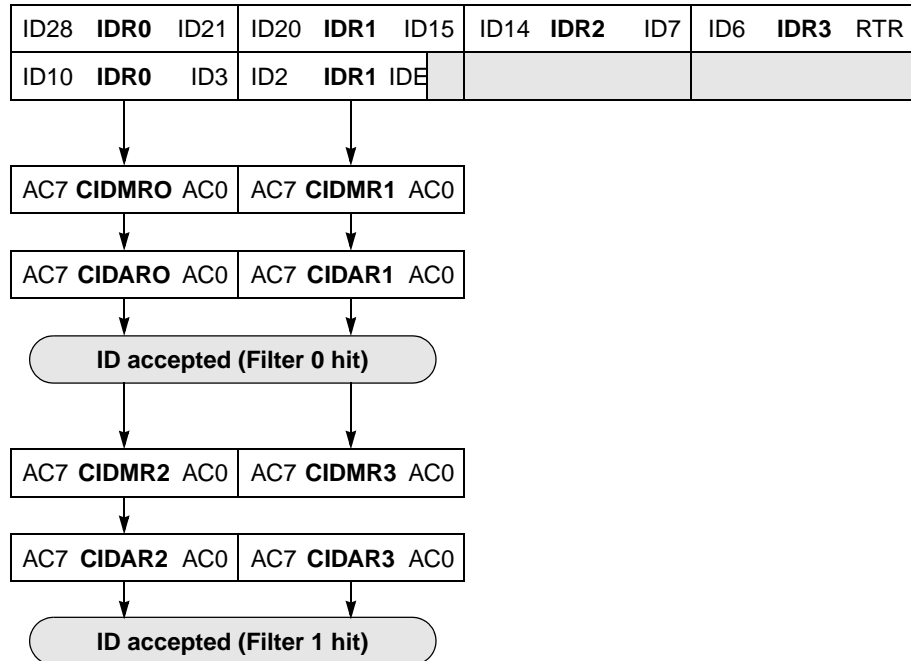 ID28 IDR0 ID21 ID20 IDR1 ID15 ID14 IDR2 ID7 ID6 IDR3 RTR
ID10 IDR0 ID3 ID2 IDR1 IDE
AC7 CIDMRO AC0 AC7 CIDMR1 AC0
AC7 CIDARO AC0 AC7 CIDAR1 AC0
ID accepted (Filter 0 hit)
AC7 CIDMR2 AC0 AC7 CIDMR3 AC0
AC7 CIDAR2 AC0 AC7 CIDAR3 AC0
ID accepted (Filter 1 hit)